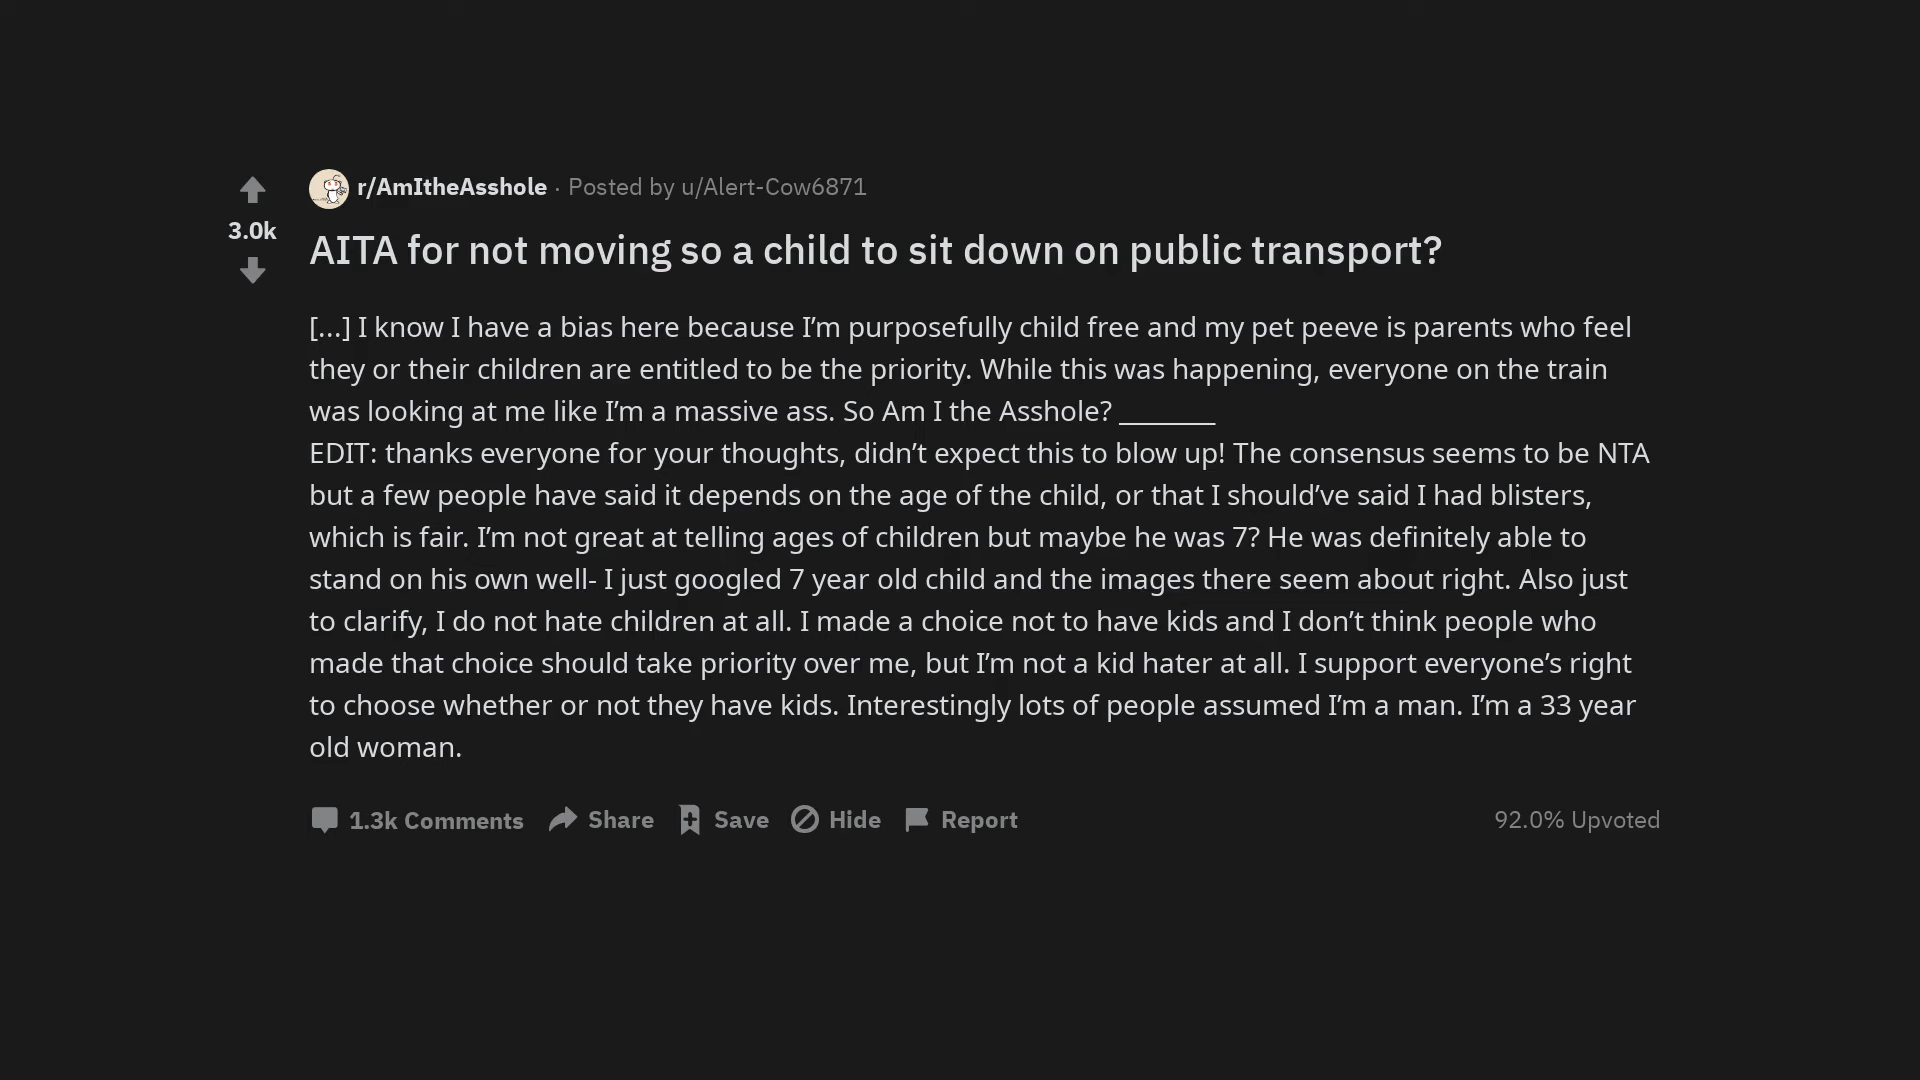 r/AmItheAsshole · Posted by u/Alert-Cow6871
3.0k
AITA for not moving so a child to sit down on public transport?
[...] I know I have a bias here because I’m purposefully child free and my pet peeve is parents who feel
they or their children are entitled to be the priority. While this was happening, everyone on the train
was looking at me like I’m a massive ass. So Am I the Asshole? ________
EDIT: thanks everyone for your thoughts, didn’t expect this to blow up! The consensus seems to be NTA
but a few people have said it depends on the age of the child, or that I should’ve said I had blisters,
which is fair. I’m not great at telling ages of children but maybe he was 7? He was definitely able to
stand on his own well- I just googled 7 year old child and the images there seem about right. Also just
to clarify, I do not hate children at all. I made a choice not to have kids and I don’t think people who
made that choice should take priority over me, but I’m not a kid hater at all. I support everyone’s right
to choose whether or not they have kids. Interestingly lots of people assumed I’m a man. I’m a 33 year
old woman.
1.3k Comments Share Save Hide Report 92.0% Upvoted